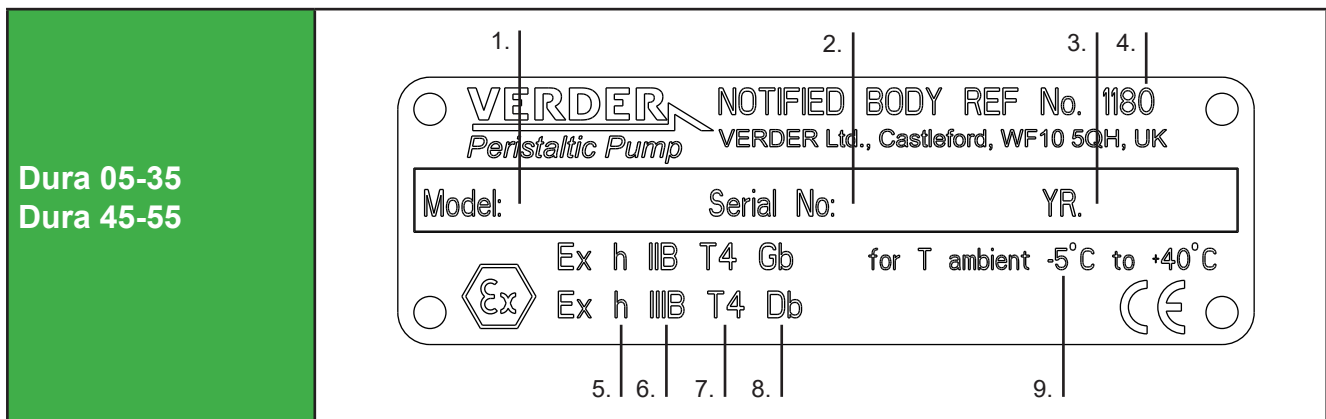 1. 2. 3. 4.
VERDER NOTIFIED BODY REF No. 1180
Peristaltic Pump VERDER Ltd., Castleford, WF10 5QH, UK
Dura 05-35
Dura 45-55
Model: Serial No: YR.
Ex h IIB T4 Gb for T ambient -5°C to +40°C
Ex
Ex h IIIB T4 Db CE
5. 6. 7. 8. 9.